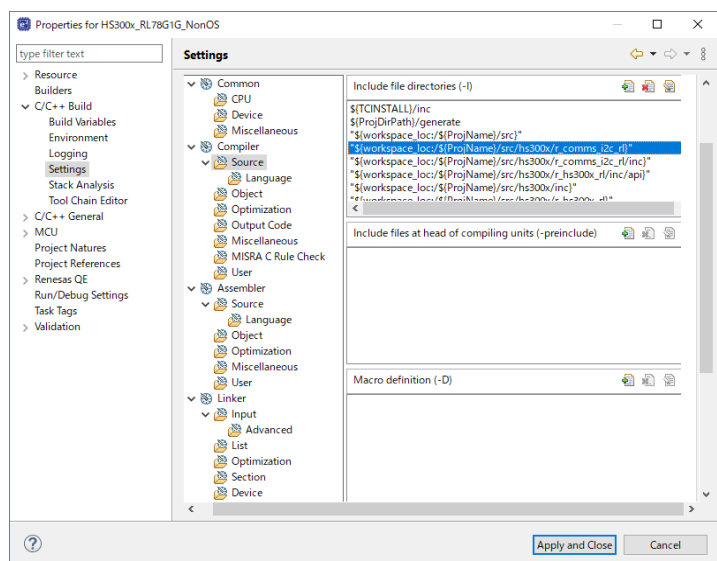 Properties for HS300x_RL78G1G_NonOS
type filter text
Resource
Builders
C/C++ Build
Build Variables
Environment
Logging
Settings
Stack Analysis
Tool Chain Editor
C/C++ General
MCU
Project Natures
Project References
Renesas QE
Run/Debug Settings
Task Tags
Validation
Settings
Common
CPU
Device
Miscellaneous
Compiler
Source
Language
Object
Optimization
Output Code
Miscellaneous
MISRA C Rule Check
User
Assembler
Source
Language
Object
Optimization
Miscellaneous
User
Linker
Input
Advanced
List
Optimization
Section
Device
Include file directories (-I)
${TCINSTALL}/inc
${ProjDirPath}/generate
"${workspace_loc:/${ProjName}/src}"
"${workspace_loc:/${ProjName}/src/hs300x/r_comms_i2c_rl}"
"${workspace_loc:/${ProjName}/src/hs300x/r_comms_i2c_rl/inc}"
"${workspace_loc:/${ProjName}/src/hs300x/r_hs300x_rl/inc/api}"
"${workspace_loc:/${ProjName}/src/hs300x/inc}"
"${workspace_loc:/${ProjName}/src/hs300x/r_hs300x_rl}"
Include files at head of compiling units (-preinclude)
Macro definition (-D)
Apply and Close
Cancel